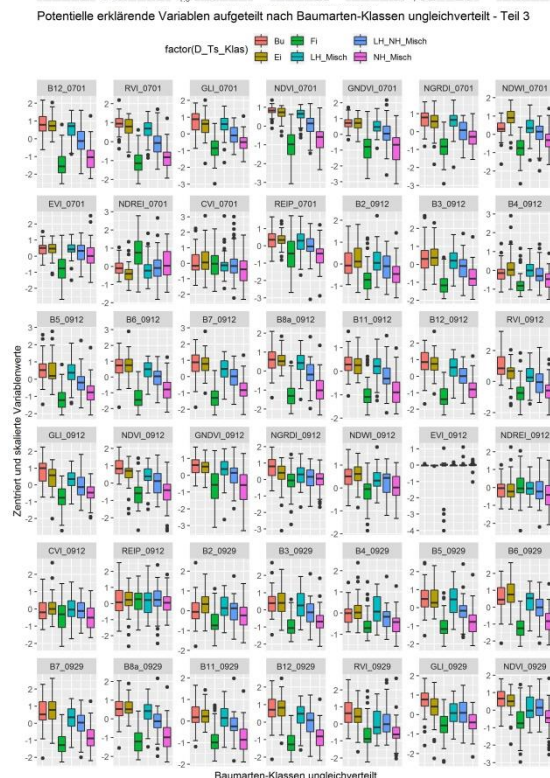 Potentielle erklärende Variablen aufgeteilt nach Baumarten-Klassen ungleichverteilt - Teil 3
factor(D_Ts_Klas)
Bu Fi LH_NH_Misch
Ei LH_Misch NH_Misch
B12_0701 RVI_0701 GLI_0701 NDVI_0701 GNDVI_0701 NGRDI_0701 NDWI_0701
EVI_0701 NDREI_0701 CVI_0701 REIP_0701 B2_0912 B3_0912 B4_0912
B5_0912 B6_0912 B7_0912 B8a_0912 B11_0912 B12_0912 RVI_0912
GLI_0912 NDVI_0912 GNDVI_0912 NGRDI_0912 NDWI_0912 EVI_0912 NDREI_0912
CVI_0912 REIP_0912 B2_0929 B3_0929 B4_0929 B5_0929 B6_0929
B7_0929 B8a_0929 B11_0929 B12_0929 RVI_0929 GLI_0929 NDVI_0929
Zentriert und skalierte Variablenwerte
Baumarten-Klassen ungleichverteilt